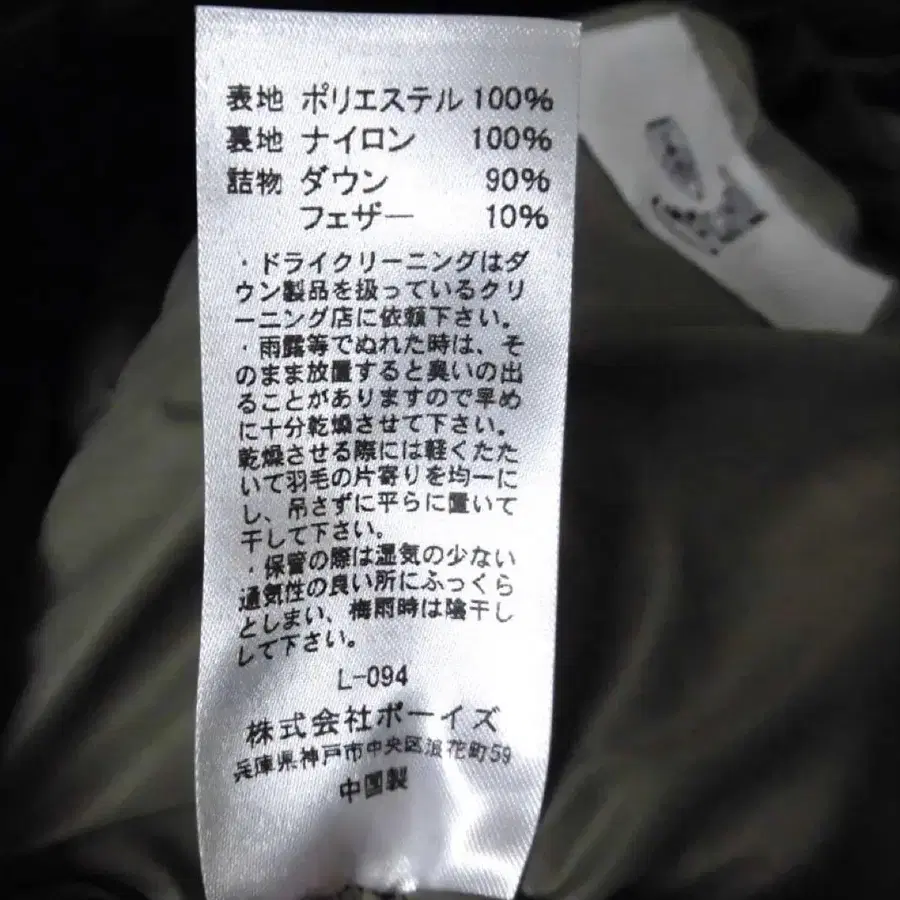 表地 ポリエステル 100%
裏地 ナイロン 100%
詰物 ダウン 90%
フェザー 10%
・ドライクリーニングはダ
ウン製品を扱っているクリ
ーニング店に依頼下さい。
・雨露等でぬれた時は、そ
のまま放置すると臭いの出
ることがありますので早め
に十分乾燥させて下さい。
乾燥させる際には軽くたた
いて羽毛の片寄りを均一に
し、吊さずに平らに置いて
干して下さい。
・保管の際は湿気の少ない
通気性の良い所にふっくら
としまい、梅雨時は陰干し
して下さい。
L-094
株式会社ポーイズ
兵庫県神戸市中央区浪花町59
中国製